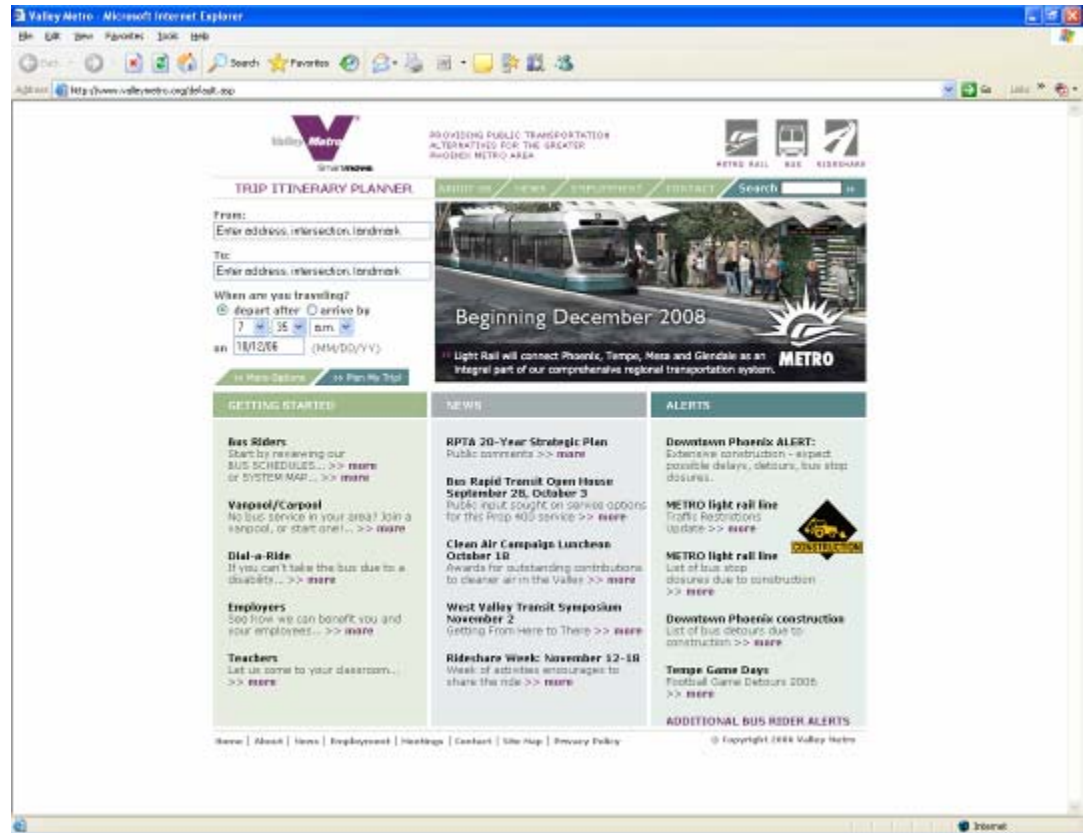 Valley Metro - Microsoft Internet Explorer
File Edit View Favorites Tools Help
Back Search Favorites
Address http://www.valleymetro.org/default.asp Go Links
Valley Metro
Smartmove
PROVIDING PUBLIC TRANSPORTATION
ALTERNATIVES FOR THE GREATER
PHOENIX METRO AREA
METRO RAIL BUS RIDESHARE
TRIP ITINERARY PLANNER
ABOUT US NEWS EMPLOYMENT CONTACT Search >>
From:
Enter address, intersection, landmark
To:
Enter address, intersection, landmark
When are you traveling?
depart after arrive by
7 35 a.m.
on 10/12/06 (MM/DD/YY)
>> More Options >> Plan My Trip!
Beginning December 2008
>> Light Rail will connect Phoenix, Tempe, Mesa and Glendale as an
integral part of our comprehensive regional transportation system.
METRO
GETTING STARTED
Bus Riders
Start by reviewing our
BUS SCHEDULES... >> more
or SYSTEM MAP... >> more
Vanpool/Carpool
No bus service in your area? Join a
vanpool, or start one!... >> more
Dial-a-Ride
If you can't take the bus due to a
disability... >> more
Employers
See how we can benefit you and
your employees... >> more
Teachers
Let us come to your classroom...
>> more
NEWS
RPTA 20-Year Strategic Plan
Public comments >> more
Bus Rapid Transit Open House
September 28, October 3
Public input sought on service options
for this Prop 400 service >> more
Clean Air Campaign Luncheon
October 18
Awards for outstanding contributions
to cleaner air in the Valley >> more
West Valley Transit Symposium
November 2
Getting From Here to There >> more
Rideshare Week: November 12-18
Week of activities encourages to
share the ride >> more
ALERTS
Downtown Phoenix ALERT:
Extensive construction - expect
possible delays, detours, bus stop
closures.
METRO light rail line
Traffic Restrictions
Update >> more
CONSTRUCTION
METRO light rail line
List of bus stop
closures due to construction
>> more
Downtown Phoenix construction
List of bus detours due to
construction >> more
Tempe Game Days
Football Game Detours 2006
>> more
ADDITIONAL BUS RIDER ALERTS
Home | About | News | Employment | Meetings | Contact | Site Map | Privacy Policy
© Copyright 2006 Valley Metro
Internet